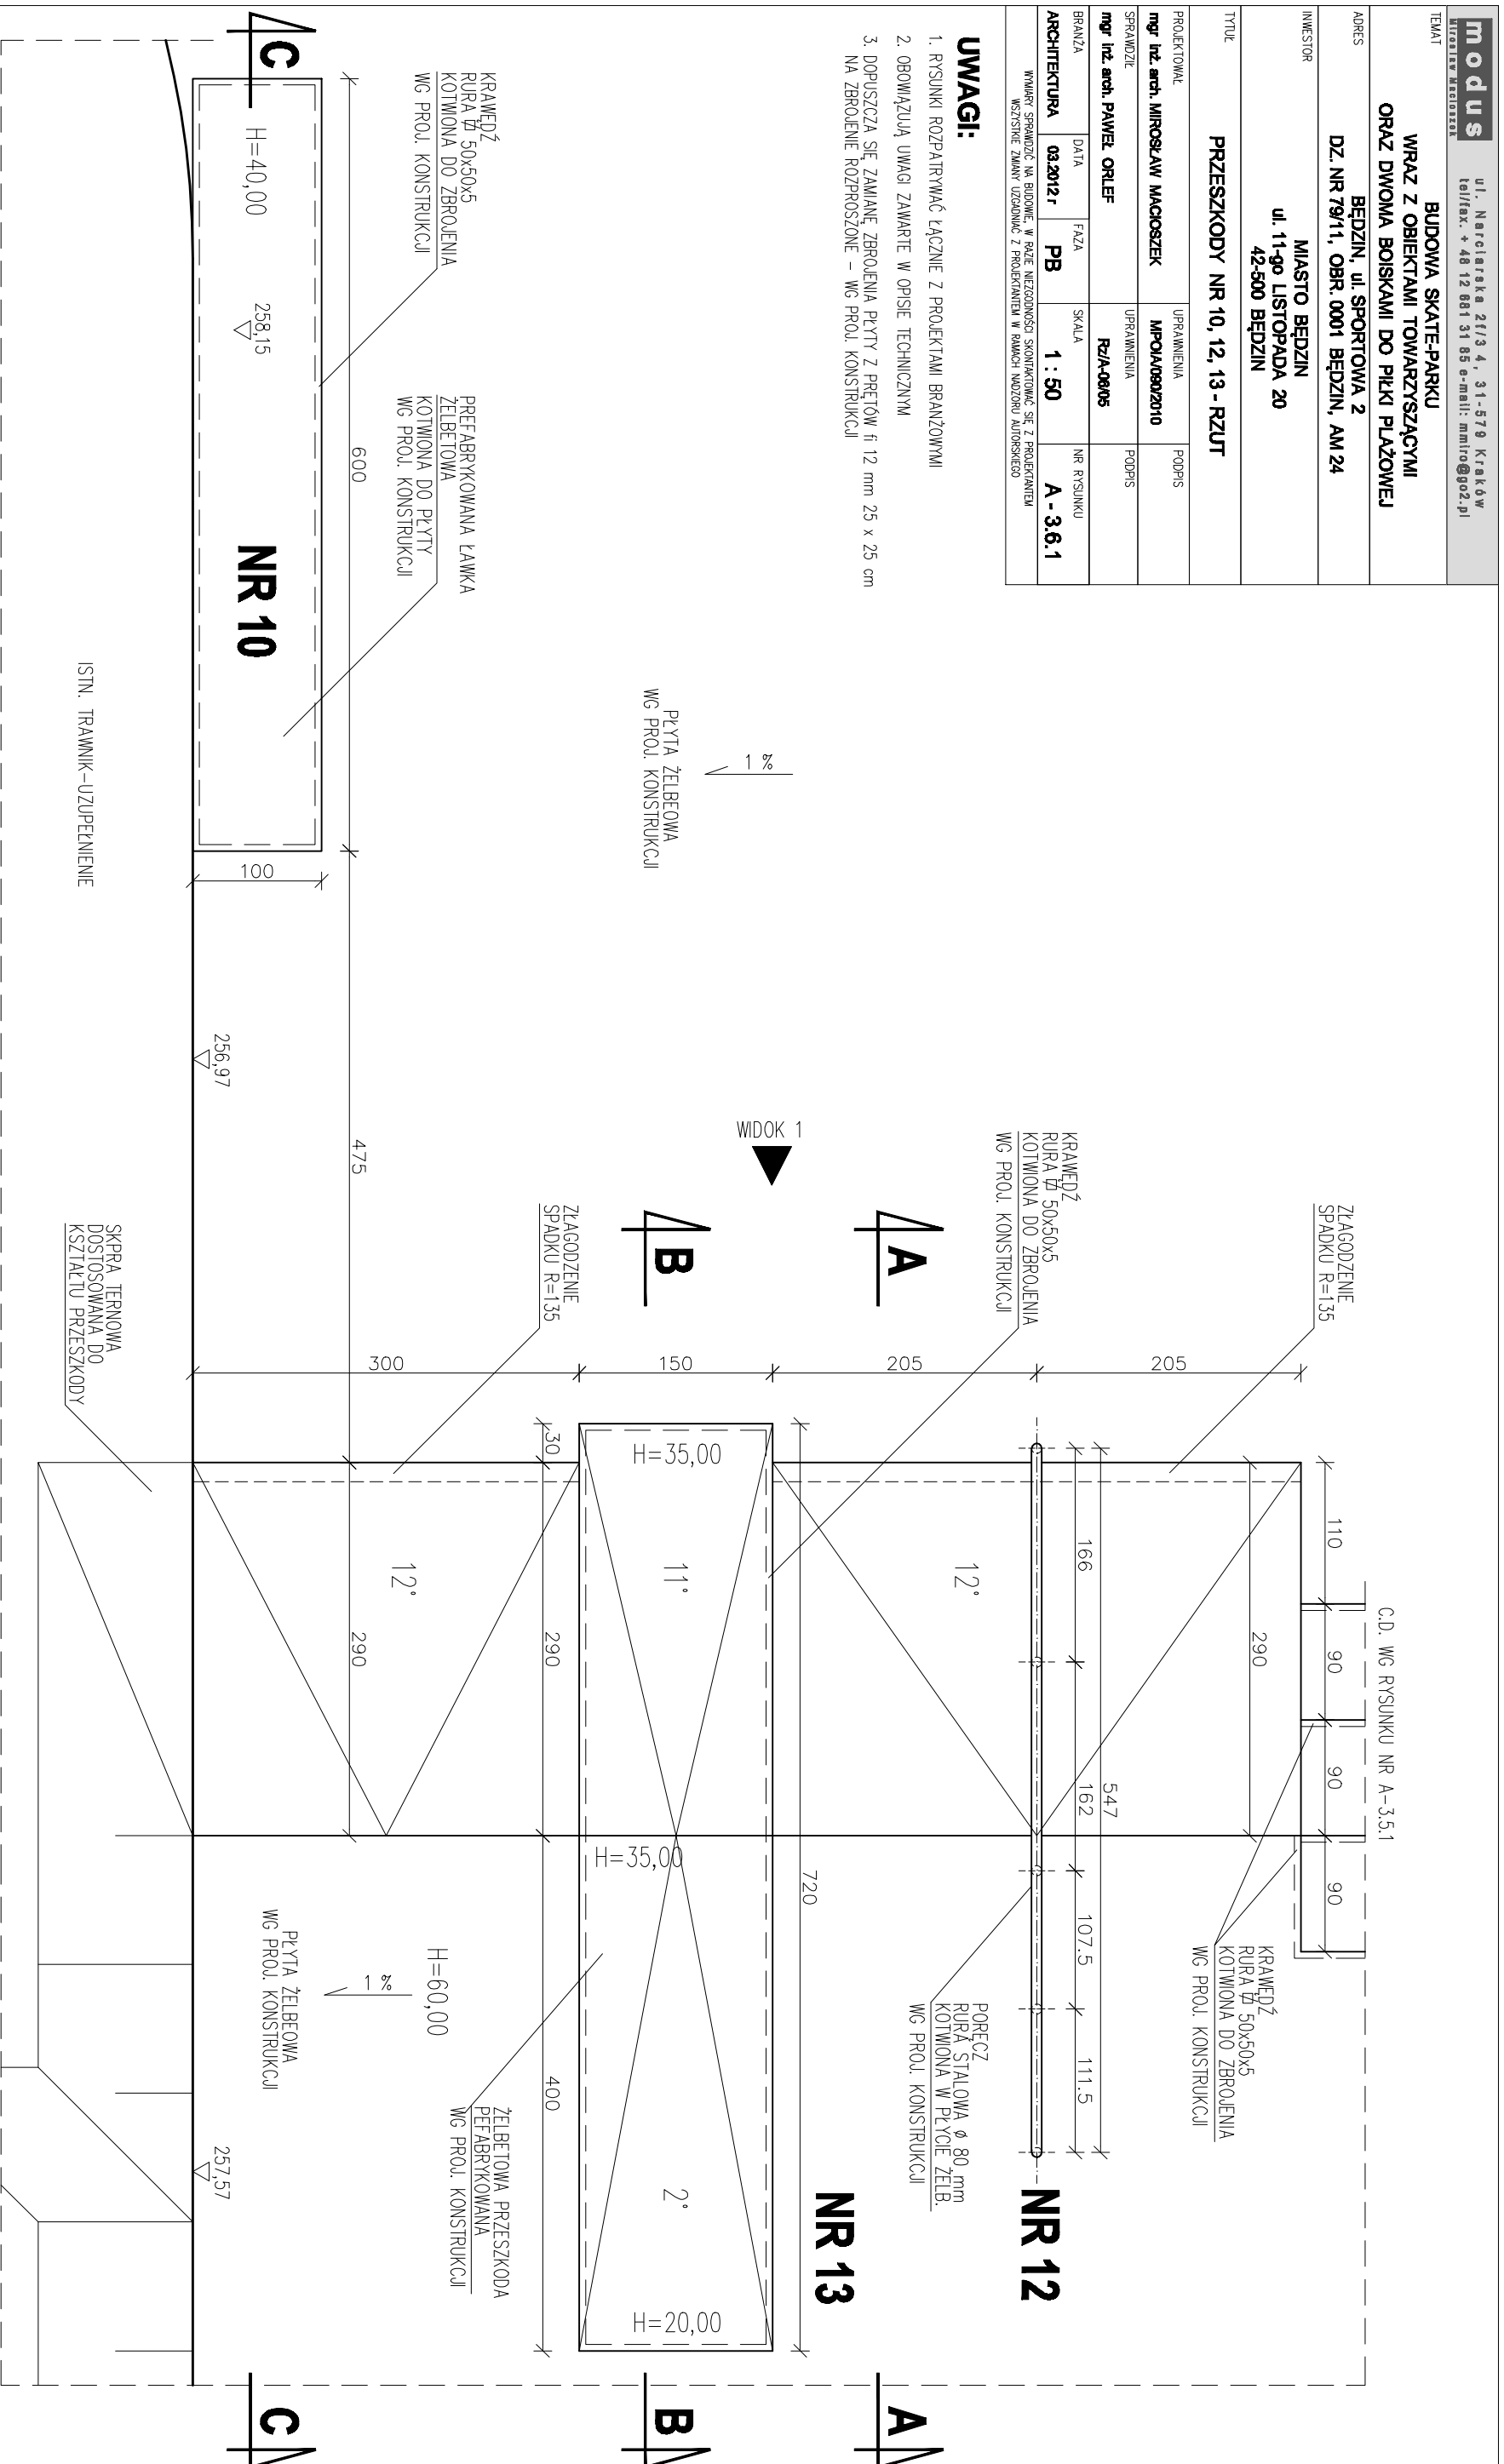 modus
Mirosław Macioszek
ul. Narciarska 2f/3 4, 31-579 Kraków
tel/fax. + 48 12 681 31 85 e-mail: mmiro@go2.pl
TEMAT
BUDOWA SKATE-PARKU
WRAZ Z OBIEKTAMI TOWARZYSZĄCYMI
ORAZ DWOMA BOISKAMI DO PIŁKI PLAŻOWEJ
ADRES
BĘDZIN, ul. SPORTOWA 2
DZ. NR 79/11, OBR. 0001 BĘDZIN, AM 24
INWESTOR
MIASTO BĘDZIN
ul. 11-go LISTOPADA 20
42-500 BĘDZIN
TYTUŁ
PRZESZKODY NR 10, 12, 13 - RZUT
PROJEKTOWAŁ
mgr inż. arch. MIROSŁAW MACIOSZEK
UPRAWNIENIA
MPOIA/090/2010
PODPIS
SPRAWDZIŁ
mgr inż. arch. PAWEŁ ORLEF
UPRAWNIENIA
Rz/A-06/05
PODPIS
BRANŻA
ARCHITEKTURA
DATA
03.2012 r
FAZA
PB
SKALA
1 : 50
NR RYSUNKU
A - 3.6.1
WYMIARY SPRAWDZIĆ NA BUDOWIE, W RAZIE NIEZGODNOŚCI SKONTAKTOWAĆ SIĘ Z PROJEKTANTEM
WSZYSTKIE ZMIANY UZGADNIAĆ Z PROJEKTANTEM W RAMACH NADZORU AUTORSKIEGO
UWAGI:
1. RYSUNKI ROZPATRYWAĆ ŁĄCZNIE Z PROJEKTAMI BRANŻOWYMI
2. OBOWIĄZUJĄ UWAGI ZAWARTE W OPISIE TECHNICZNYM
3. DOPUSZCZA SIĘ ZAMIANĘ ZBROJENIA PŁYTY Z PRĘTÓW fi 12 mm 25 x 25 cm
NA ZBROJENIE ROZPROSZONE – WG PROJ. KONSTRUKCJI
C.D. WG RYSUNKU NR A-3.5.1
ZŁAGODZENIE
SPADKU R=135
110
90
90
90
290
KRAWĘDŹ
RURA 50x50x5
KOTWIONA DO ZBROJENIA
WG PROJ. KONSTRUKCJI
205
205
150
300
547
166
162
107.5
111.5
NR 12
KRAWĘDŹ
RURA 50x50x5
KOTWIONA DO ZBROJENIA
WG PROJ. KONSTRUKCJI
12°
PORĘCZ
RURA STALOWA ø 80 mm
KOTWIONA W PŁYCIE ŻELB.
WG PROJ. KONSTRUKCJI
A
A
WIDOK 1
1 %
PŁYTA ŻELBEOWA
WG PROJ. KONSTRUKCJI
720
NR 13
B
H=35,00
11°
H=35,00
2°
H=20,00
B
ZŁAGODZENIE
SPADKU R=135
30
290
400
ŻELBETOWA PRZESZKODA
PEFABRYKOWANA
WG PROJ. KONSTRUKCJI
12°
H=60,00
1 %
PŁYTA ŻELBEOWA
WG PROJ. KONSTRUKCJI
KRAWĘDŹ
RURA 50x50x5
KOTWIONA DO ZBROJENIA
WG PROJ. KONSTRUKCJI
PREFABRYKOWANA ŁAWKA
ŻELBETOWA
KOTWIONA DO PŁYTY
WG PROJ. KONSTRUKCJI
600
475
290
C
H=40,00
258,15
NR 10
100
256,97
257,57
C
ISTN. TRAWNIK-UZUPEŁNIENIE
SKPRA TERNOWA
DOSTOSOWANA DO
KSZTAŁTU PRZESZKODY